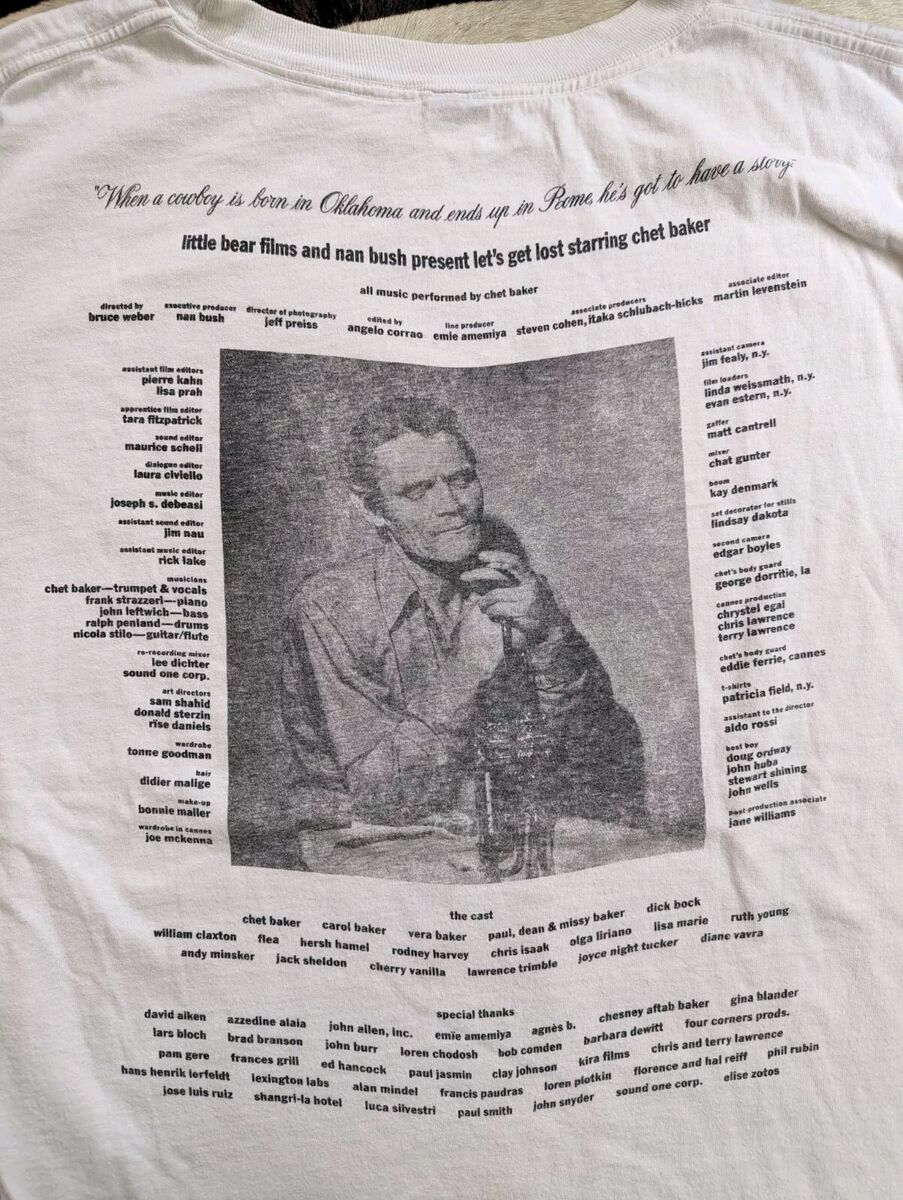 "When a cowboy is born in Oklahoma and ends up in Rome, he's got to have a story."
little bear films and nan bush present let's get lost starring chet baker
all music performed by chet baker
directed by
bruce weber
executive producer
nan bush
director of photography
jeff preiss
edited by
angelo corrao
line producer
emie amemiya
associate producers
steven cohen, itaka schlubach-hicks
associate editor
martin levenstein
assistant film editors
pierre kahn
lisa prah
apprentice film editor
tara fitzpatrick
sound editor
maurice schell
dialogue editor
laura civiello
music editor
joseph s. debeasi
assistant sound editor
jim nau
assistant music editor
rick lake
musicians
chet baker—trumpet & vocals
frank strazzeri—piano
john leftwich—bass
ralph penland—drums
nicola stilo—guitar/flute
re-recording mixer
lee dichter
sound one corp.
art directors
sam shahid
donald sterzin
rise daniels
wardrobe
tonne goodman
hair
didier malige
make-up
bonnie maller
wardrobe in cannes
joe mckenna
assistant camera
jim fealy, n.y.
film loaders
linda weissmath, n.y.
evan estern, n.y.
gaffer
matt cantrell
mixer
chat gunter
boom
kay denmark
set decorator for stills
lindsay dakota
second camera
edgar boyles
chet's body guard
george dorritie, la
cannes production
chrystel egal
chris lawrence
terry lawrence
chet's body guard
eddie ferrie, cannes
t-shirts
patricia field, n.y.
assistant to the director
aldo rossi
best boy
doug ordway
john huba
stewart shining
john wells
post-production associate
jane williams
the cast
chet baker carol baker vera baker paul, dean & missy baker dick bock
william claxton flea hersh hamel rodney harvey chris isaak olga liriano lisa marie ruth young
andy minsker jack sheldon cherry vanilla lawrence trimble joyce night tucker diane vavra
special thanks
david aiken azzedine alaia john allen, inc. emïe amemiya agnès b. chesney aftab baker gina blander
lars bloch brad branson john burr loren chodosh bob comden barbara dewitt four corners prods.
pam gere frances grill ed hancock paul jasmin clay johnson kira films chris and terry lawrence
hans henrik lerfeldt lexington labs alan mindel francis paudras loren plotkin florence and hal reiff phil rubin
jose luis ruiz shangri-la hotel luca silvestri paul smith john snyder sound one corp. elise zotos